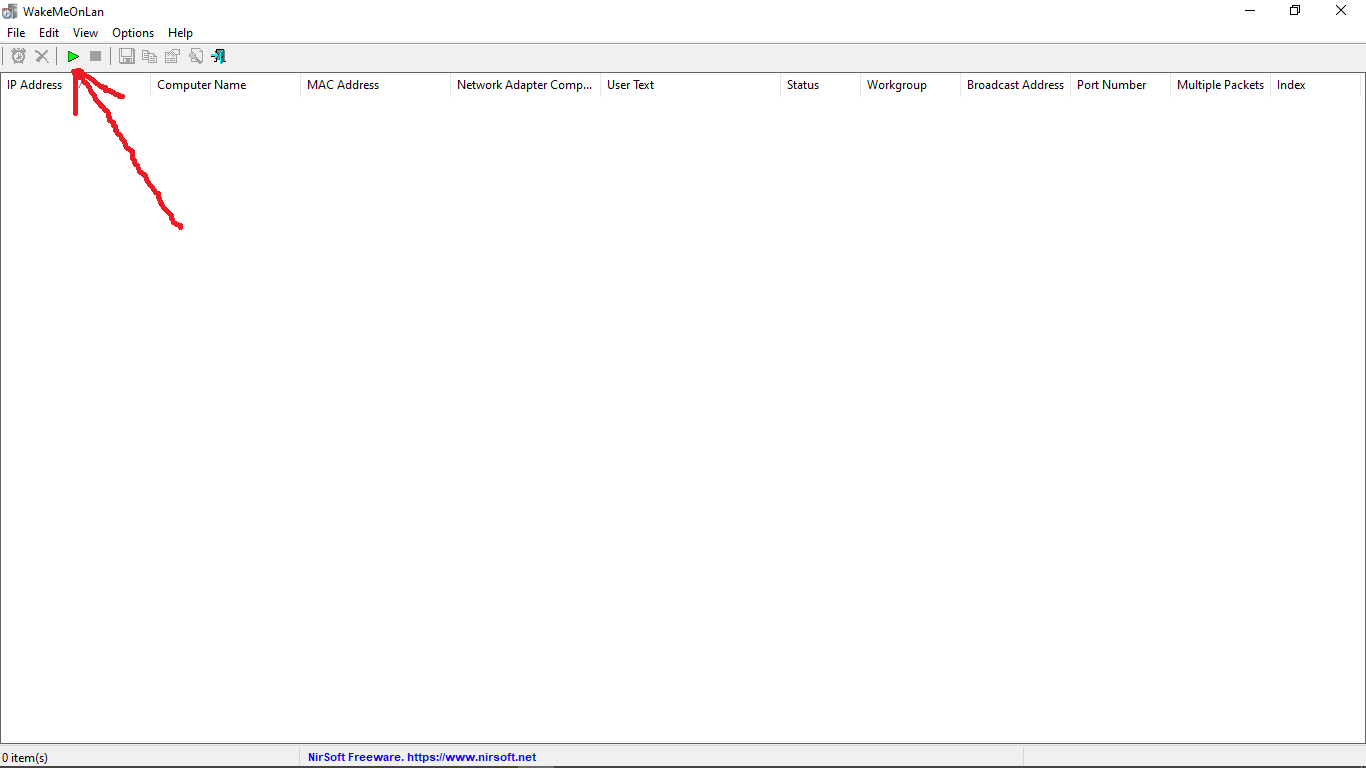 WakeMeOnLan
File Edit View Options Help
IP Address Computer Name MAC Address Network Adapter Comp... User Text Status Workgroup Broadcast Address Port Number Multiple Packets Index
0 item(s) NirSoft Freeware. https://www.nirsoft.net